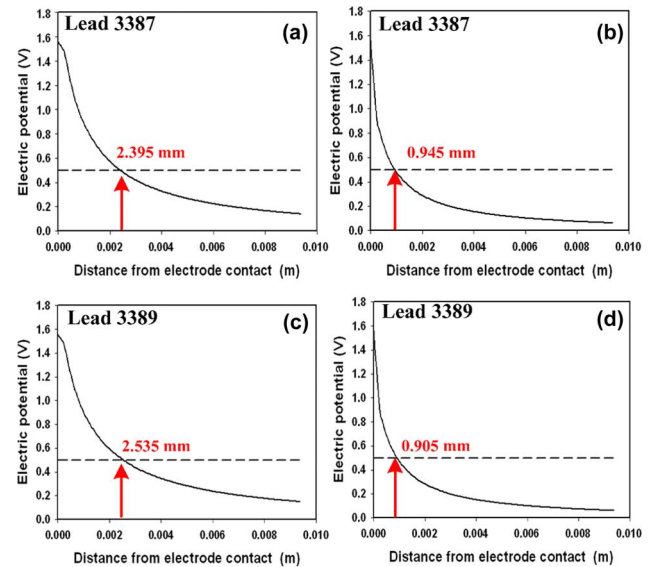 Lead 3387 (a)
Electric potential (V)
1.8
1.6
1.4
1.2
1.0
0.8
0.6
0.4
0.2
0.0
2.395 mm
0.000 0.002 0.004 0.006 0.008 0.010
Distance from electrode contact (m)
Lead 3387 (b)
Electric potential (V)
1.8
1.6
1.4
1.2
1.0
0.8
0.6
0.4
0.2
0.0
0.945 mm
0.000 0.002 0.004 0.006 0.008 0.010
Distance from electrode contact (m)
Lead 3389 (c)
Electric potential (V)
1.8
1.6
1.4
1.2
1.0
0.8
0.6
0.4
0.2
0.0
2.535 mm
0.000 0.002 0.004 0.006 0.008 0.010
Distance from electrode contact (m)
Lead 3389 (d)
Electric potential (V)
1.8
1.6
1.4
1.2
1.0
0.8
0.6
0.4
0.2
0.0
0.905 mm
0.000 0.002 0.004 0.006 0.008 0.010
Distance from electrode contact (m)